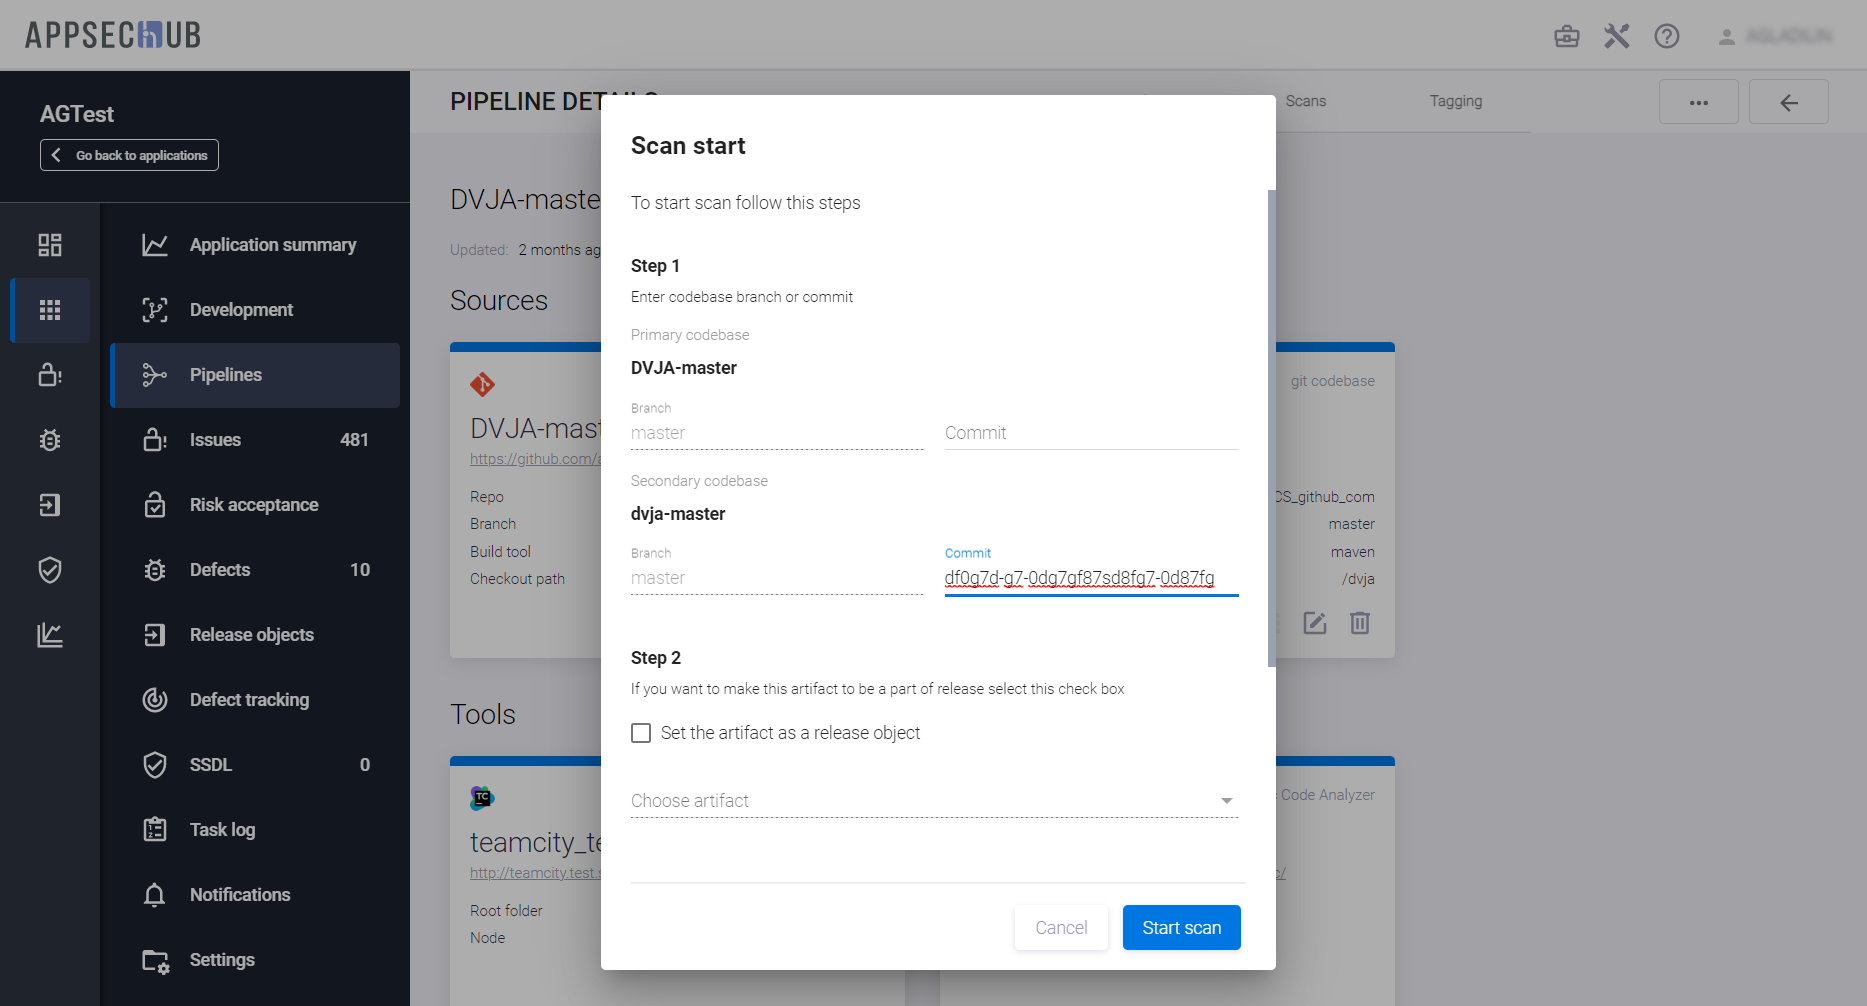 APPSECHUB
AGTest
Go back to applications
Application summary
Development
Pipelines
Issues 481
Risk acceptance
Defects 10
Release objects
Defect tracking
SSDL 0
Task log
Notifications
Settings
PIPELINE DETAILS
Scans
Tagging
DVJA-maste
Updated: 2 months ag
Sources
DVJA-mast
https://github.com/a
Repo
Branch
Build tool
Checkout path
git codebase
CS_github_com
master
maven
/dvja
Tools
TC
teamcity_te
http://teamcity.test.s
Root folder
Node
Code Analyzer
c/
Scan start
To start scan follow this steps
Step 1
Enter codebase branch or commit
Primary codebase
DVJA-master
Branch
master
Commit
Secondary codebase
dvja-master
Branch
master
Commit
df0g7d-g7-0dg7gf87sd8fg7-0d87fg
Step 2
If you want to make this artifact to be a part of release select this check box
Set the artifact as a release object
Choose artifact
Cancel
Start scan